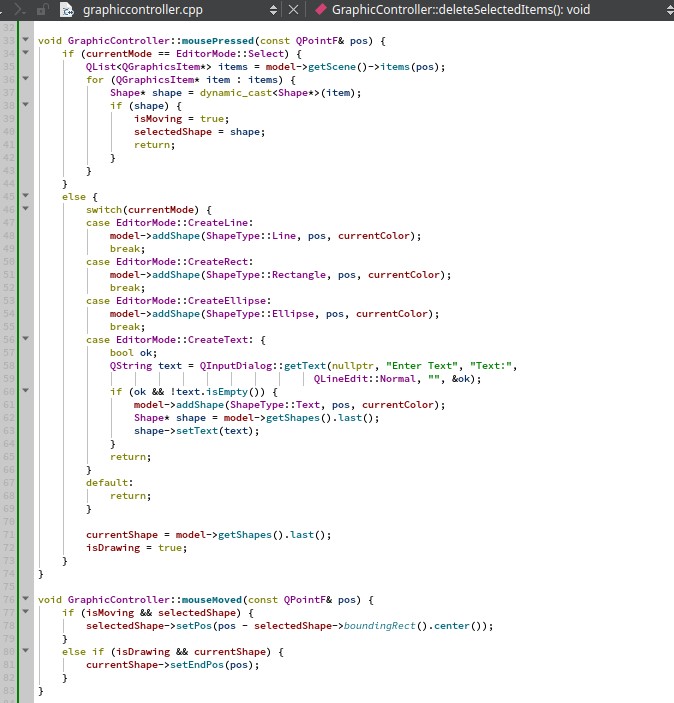 graphiccontroller.cpp GraphicController::deleteSelectedItems(): void
32
33 void GraphicController::mousePressed(const QPointF& pos) {
34     if (currentMode == EditorMode::Select) {
35         QList<QGraphicsItem*> items = model->getScene()->items(pos);
36         for (QGraphicsItem* item : items) {
37             Shape* shape = dynamic_cast<Shape*>(item);
38             if (shape) {
39                 isMoving = true;
40                 selectedShape = shape;
41                 return;
42             }
43         }
44     }
45     else {
46         switch(currentMode) {
47         case EditorMode::CreateLine:
48             model->addShape(ShapeType::Line, pos, currentColor);
49             break;
50         case EditorMode::CreateRect:
51             model->addShape(ShapeType::Rectangle, pos, currentColor);
52             break;
53         case EditorMode::CreateEllipse:
54             model->addShape(ShapeType::Ellipse, pos, currentColor);
55             break;
56         case EditorMode::CreateText: {
57             bool ok;
58             QString text = QInputDialog::getText(nullptr, "Enter Text", "Text:",
59                                                  QLineEdit::Normal, "", &ok);
60             if (ok && !text.isEmpty()) {
61                 model->addShape(ShapeType::Text, pos, currentColor);
62                 Shape* shape = model->getShapes().last();
63                 shape->setText(text);
64             }
65             return;
66         }
67         default:
68             return;
69         }
70
71         currentShape = model->getShapes().last();
72         isDrawing = true;
73     }
74 }
75
76 void GraphicController::mouseMoved(const QPointF& pos) {
77     if (isMoving && selectedShape) {
78         selectedShape->setPos(pos - selectedShape->boundingRect().center());
79     }
80     else if (isDrawing && currentShape) {
81         currentShape->setEndPos(pos);
82     }
83 }